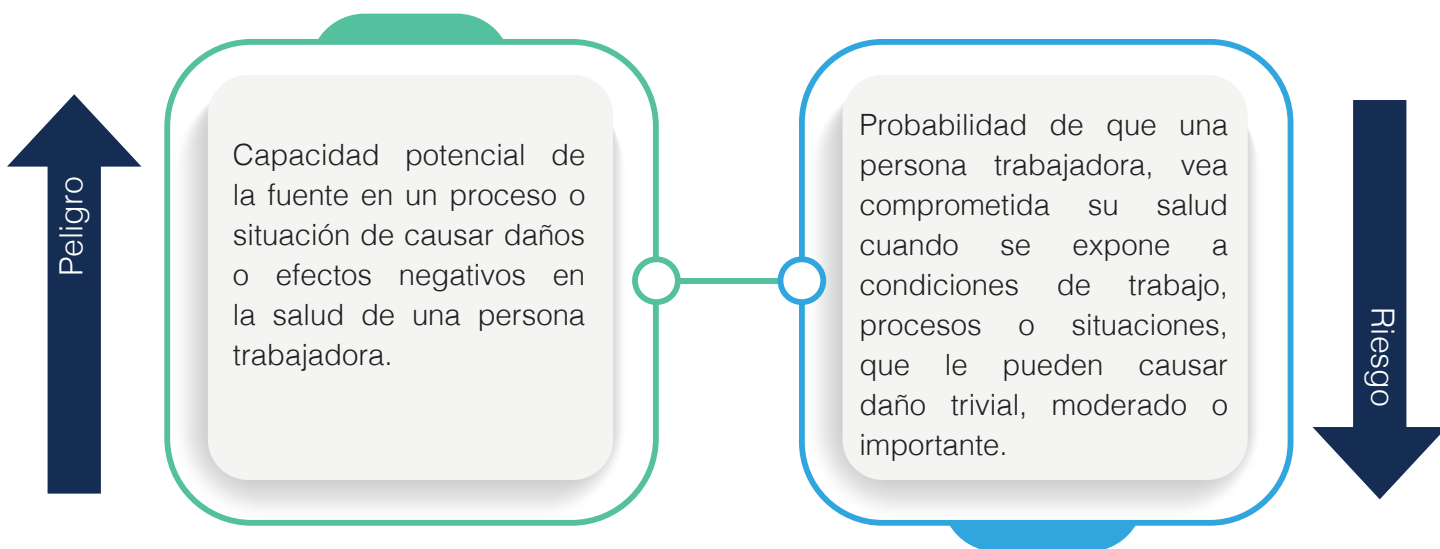 Peligro
Capacidad potencial de
la fuente en un proceso o
situación de causar daños
o efectos negativos en
la salud de una persona
trabajadora.
Probabilidad de que una
persona trabajadora, vea
comprometida su salud
cuando se expone a
condiciones de trabajo,
procesos o situaciones,
que le pueden causar
daño trivial, moderado o
importante.
Riesgo